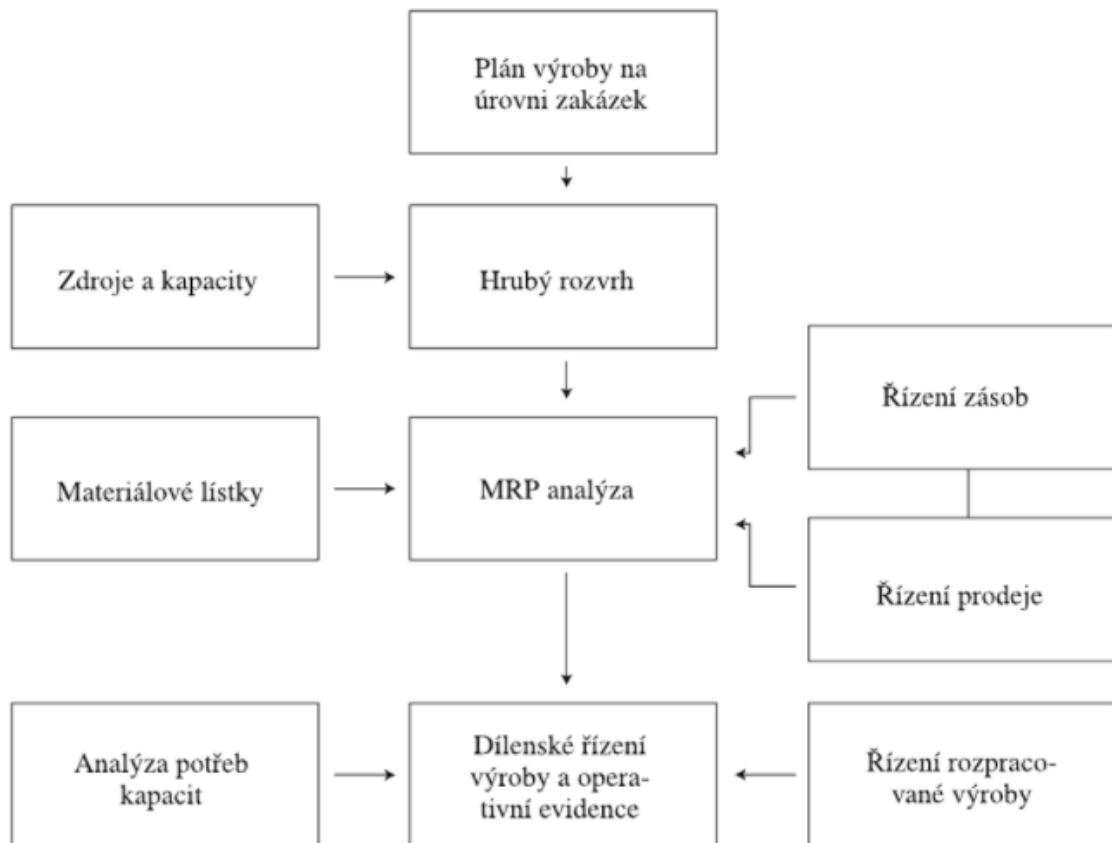 Plán výroby na
úrovni zakázek
Zdroje a kapacity
Hrubý rozvrh
Řízení zásob
Materiálové lístky
MRP analýza
Řízení prodeje
Analýza potřeb
kapacit
Dílenské řízení
výroby a opera-
tivní evidence
Řízení rozpraco-
vané výroby